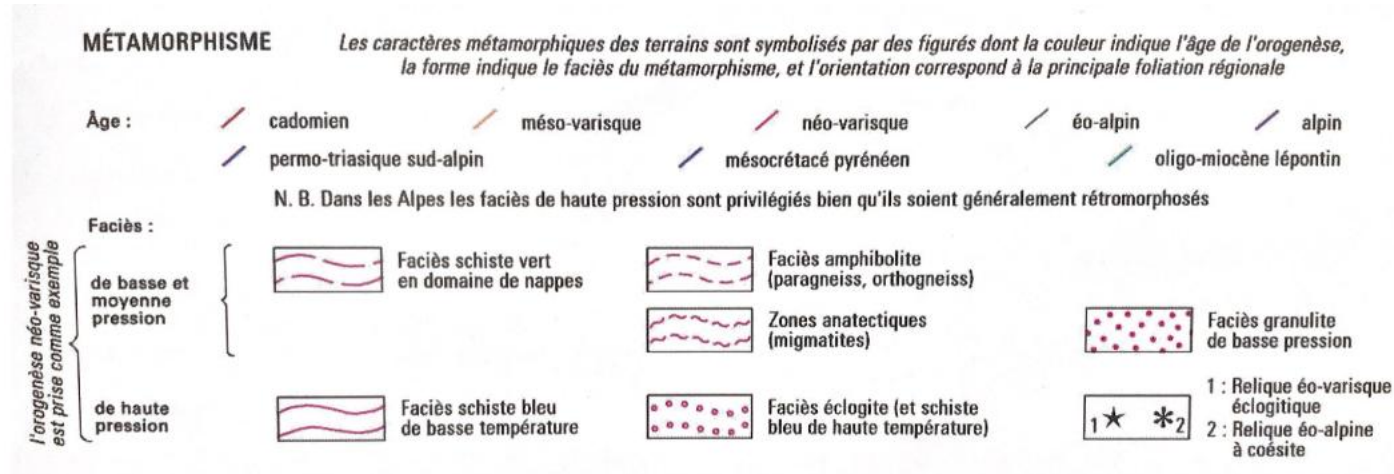 MÉTAMORPHISME
Les caractères métamorphiques des terrains sont symbolisés par des figurés dont la couleur indique l'âge de l'orogenèse,
la forme indique le faciès du métamorphisme, et l'orientation correspond à la principale foliation régionale
Âge :
cadomien
méso-varisque
néo-varisque
éo-alpin
alpin
permo-triasique sud-alpin
mésocrétacé pyrénéen
oligo-miocène lépontin
N. B. Dans les Alpes les faciès de haute pression sont privilégiés bien qu'ils soient généralement rétromorphosés
Faciès :
l'orogenèse néo-varisque
est prise comme exemple
de basse et
moyenne
pression
Faciès schiste vert
en domaine de nappes
Faciès amphibolite
(paragneiss, orthogneiss)
Zones anatectiques
(migmatites)
Faciès granulite
de basse pression
de haute
pression
Faciès schiste bleu
de basse température
Faciès éclogite (et schiste
bleu de haute température)
1 2
1 : Relique éo-varisque
éclogitique
2 : Relique éo-alpine
à coésite